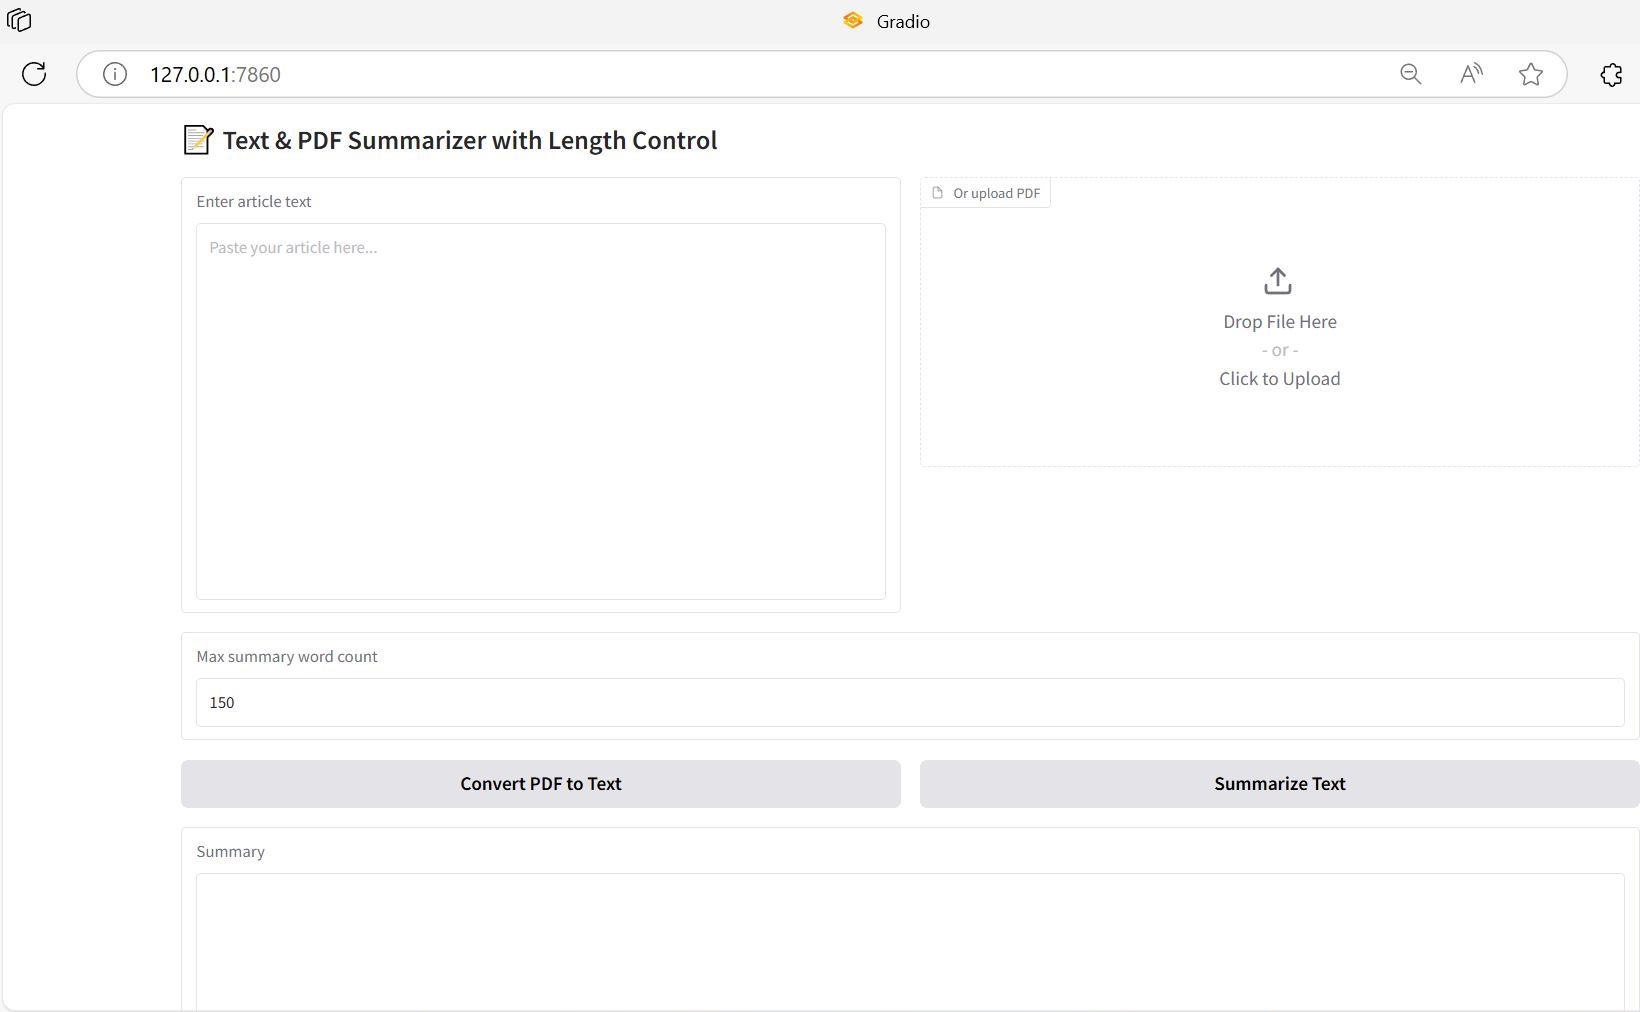 Gradio
127.0.0.1:7860
Text & PDF Summarizer with Length Control
Enter article text
Paste your article here...
Or upload PDF
Drop File Here
- or -
Click to Upload
Max summary word count
150
Convert PDF to Text
Summarize Text
Summary